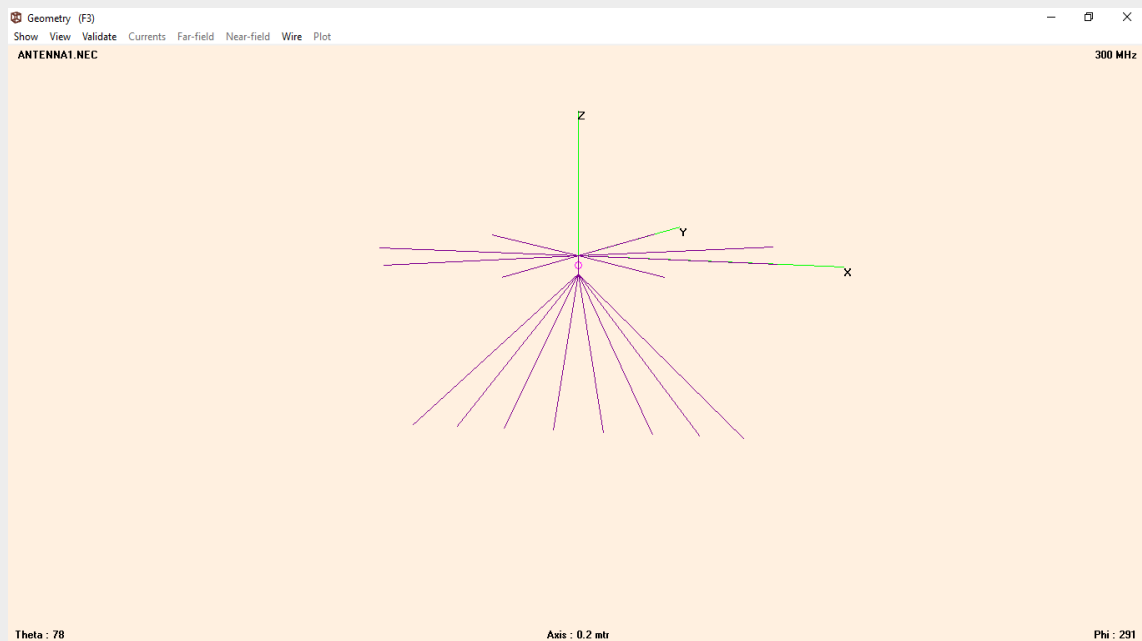 Geometry (F3)
Show View Validate Currents Far-field Near-field Wire Plot
ANTENNA1.NEC 300 MHz
Z
Y
X
Theta : 78 Axis : 0.2 mtr Phi : 291